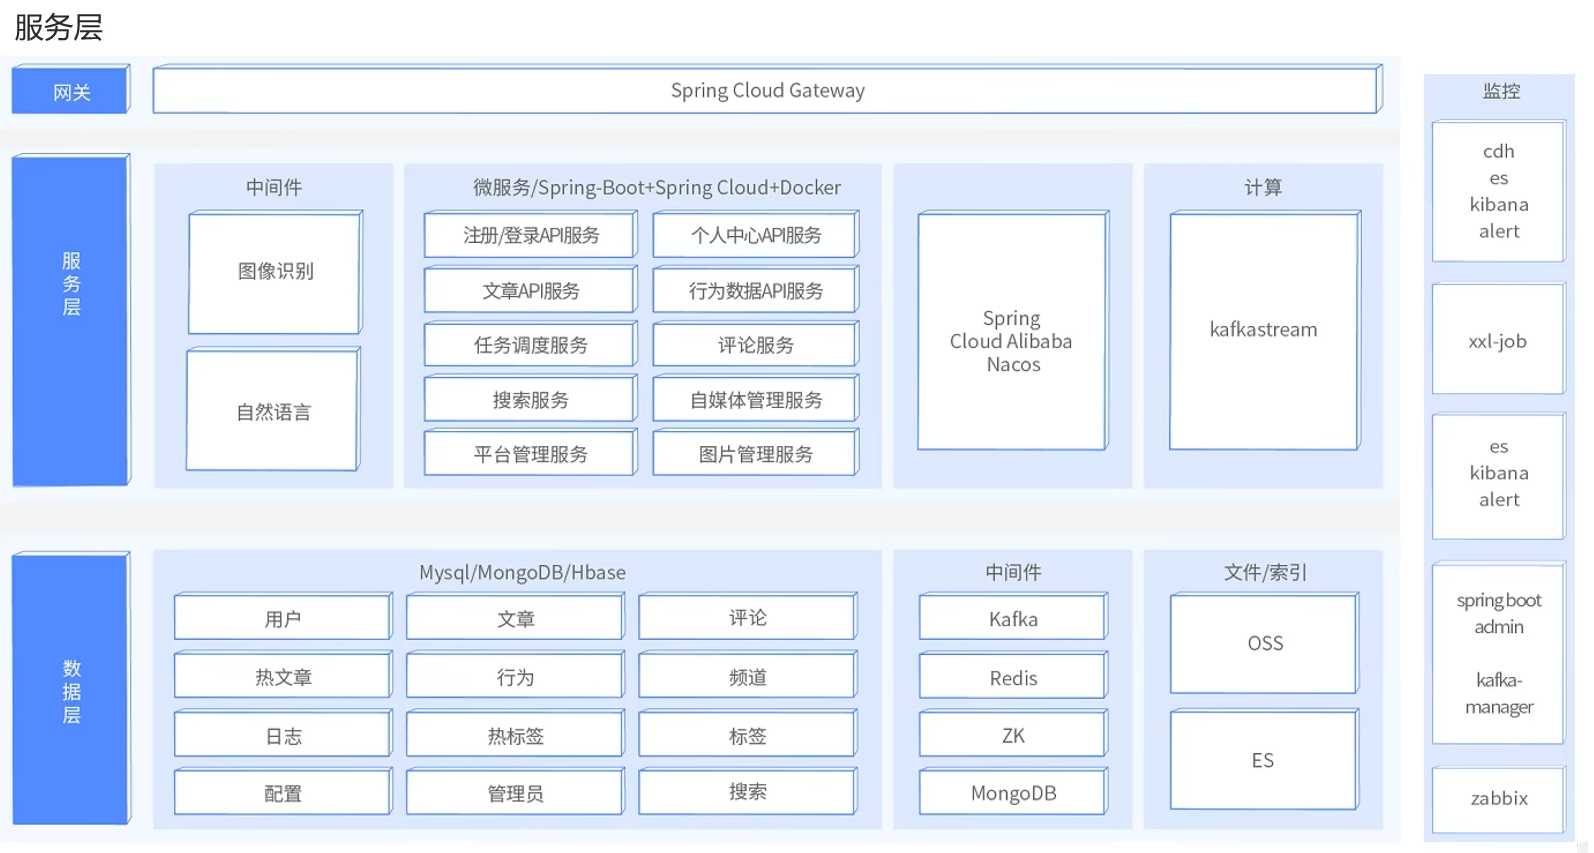 服务层
网关
Spring Cloud Gateway
服
务
层
中间件
图像识别
自然语言
微服务/Spring-Boot+Spring Cloud+Docker
注册/登录API服务
个人中心API服务
文章API服务
行为数据API服务
任务调度服务
评论服务
搜索服务
自媒体管理服务
平台管理服务
图片管理服务
Spring
Cloud Alibaba
Nacos
计算
kafkastream
数
据
层
Mysql/MongoDB/Hbase
用户
文章
评论
热文章
行为
频道
日志
热标签
标签
配置
管理员
搜索
中间件
Kafka
Redis
ZK
MongoDB
文件/索引
OSS
ES
监控
cdh
es
kibana
alert
xxl-job
es
kibana
alert
spring boot
admin
kafka-
manager
zabbix